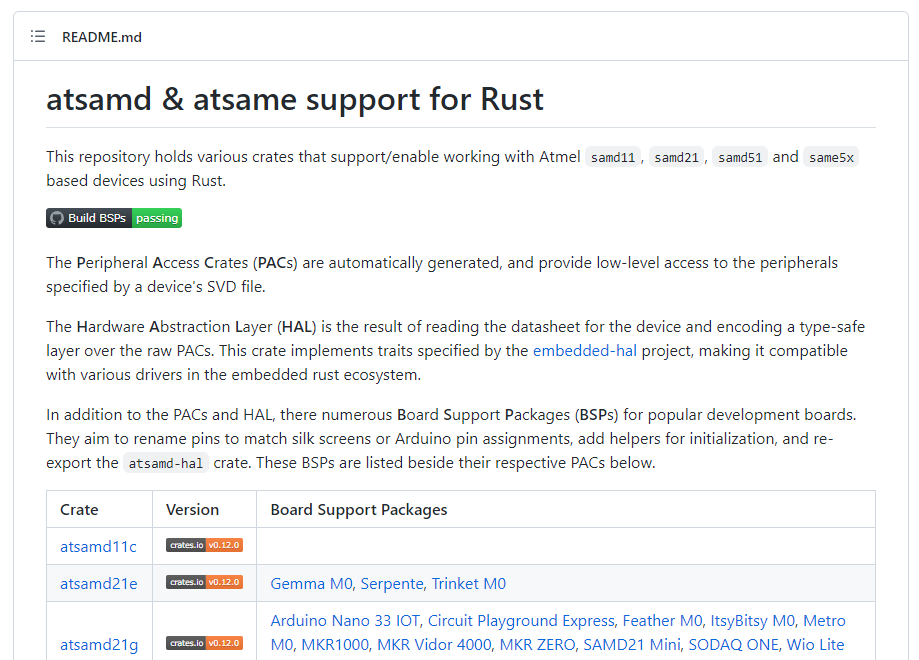 README.md
atsamd & atsame support for Rust
This repository holds various crates that support/enable working with Atmel samd11, samd21, samd51 and same5x
based devices using Rust.
Build BSPs passing
The Peripheral Access Crates (PACs) are automatically generated, and provide low-level access to the peripherals
specified by a device's SVD file.
The Hardware Abstraction Layer (HAL) is the result of reading the datasheet for the device and encoding a type-safe
layer over the raw PACs. This crate implements traits specified by the embedded-hal project, making it compatible
with various drivers in the embedded rust ecosystem.
In addition to the PACs and HAL, there numerous Board Support Packages (BSPs) for popular development boards.
They aim to rename pins to match silk screens or Arduino pin assignments, add helpers for initialization, and re-
export the atsamd-hal crate. These BSPs are listed beside their respective PACs below.
Crate Version Board Support Packages
atsamd11c crates.io v0.12.0
atsamd21e crates.io v0.12.0 Gemma M0, Serpente, Trinket M0
Arduino Nano 33 IOT, Circuit Playground Express, Feather M0, ItsyBitsy M0, Metro
atsamd21g crates.io v0.12.0 M0, MKR1000, MKR Vidor 4000, MKR ZERO, SAMD21 Mini, SODAQ ONE, Wio Lite